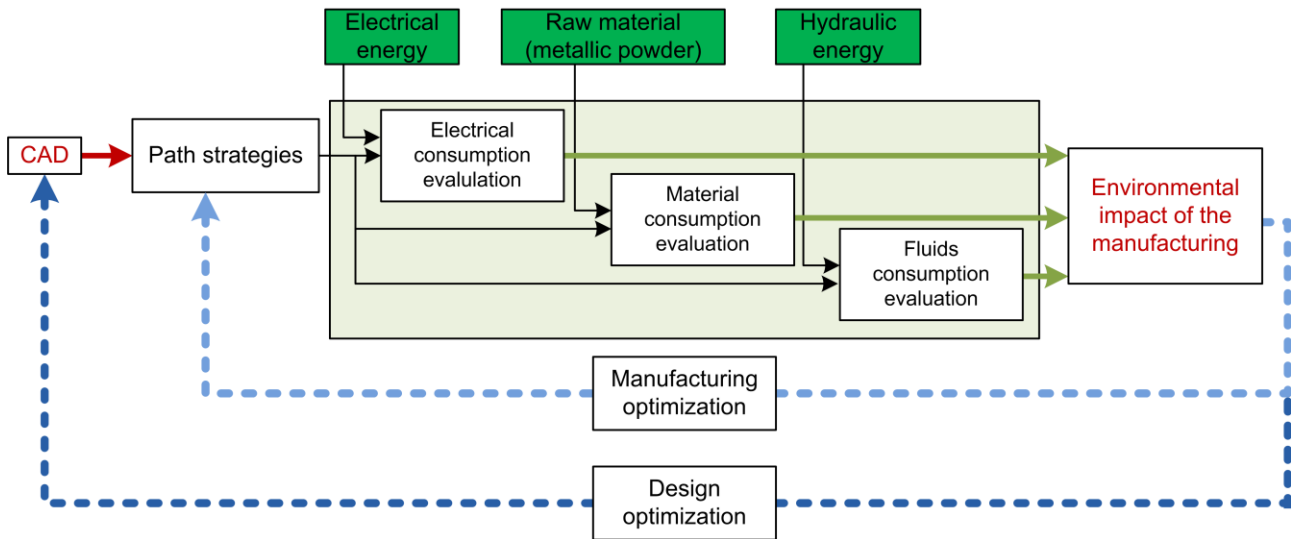 Electrical
energy
Raw material
(metallic powder)
Hydraulic
energy
CAD
Path strategies
Electrical
consumption
evalulation
Material
consumption
evaluation
Fluids
consumption
evaluation
Environmental
impact of the
manufacturing
Manufacturing
optimization
Design
optimization